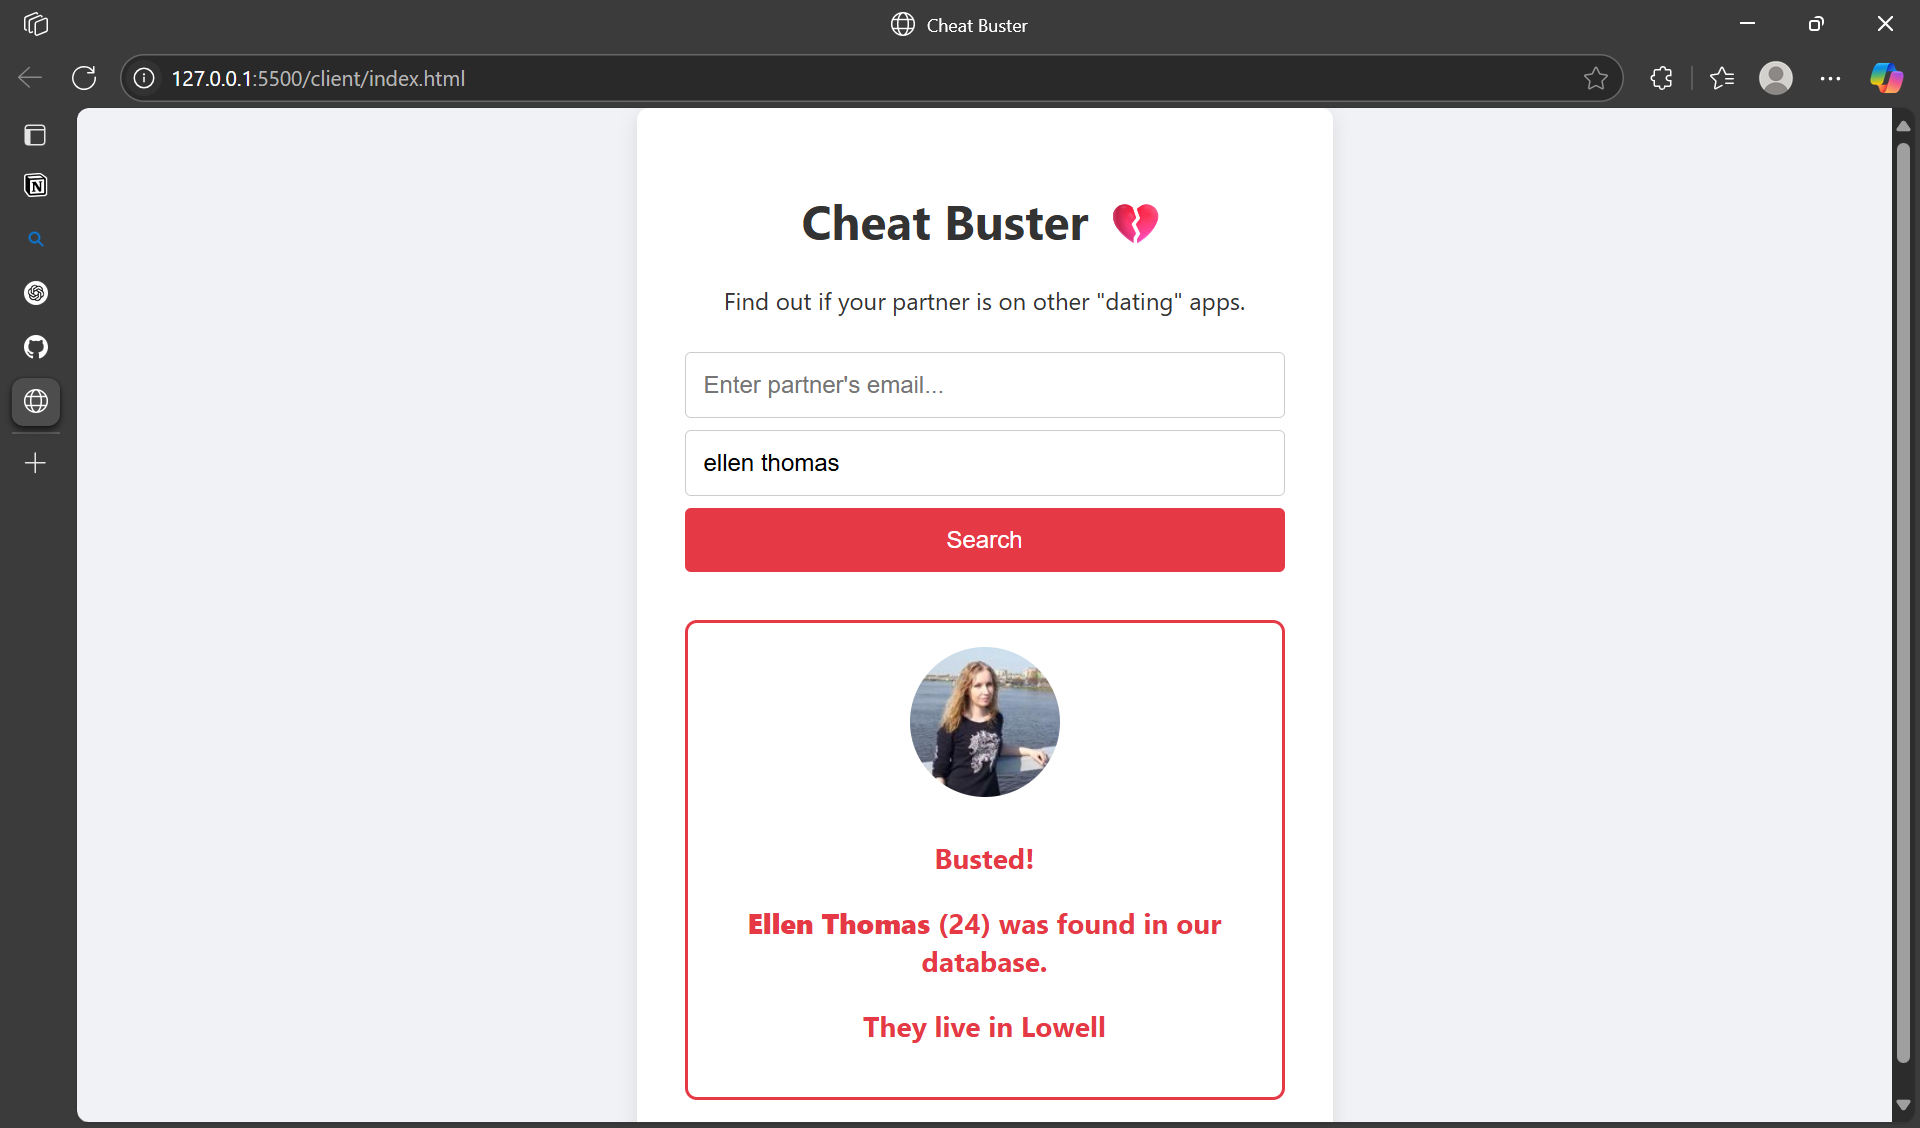 Cheat Buster
127.0.0.1:5500/client/index.html
Cheat Buster
Find out if your partner is on other "dating" apps.
Enter partner's email...
ellen thomas
Search
Busted!
Ellen Thomas (24) was found in our
database.
They live in Lowell